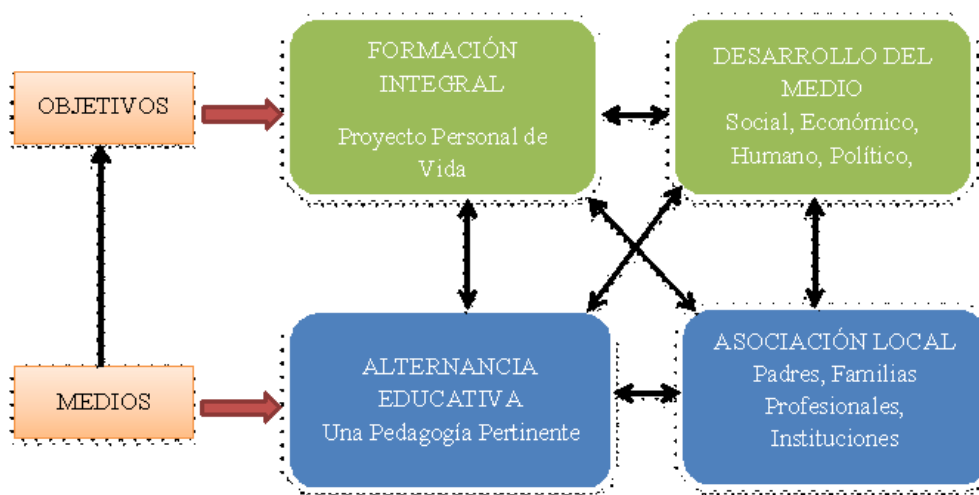 OBJETIVOS
FORMACIÓN
INTEGRAL
Proyecto Personal de
Vida
DESARROLLO DEL
MEDIO
Social, Económico,
Humano, Político,
MEDIOS
ALTERNANCIA
EDUCATIVA
Una Pedagogía Pertinente
ASOCIACIÓN LOCAL
Padres, Familias
Profesionales,
Instituciones